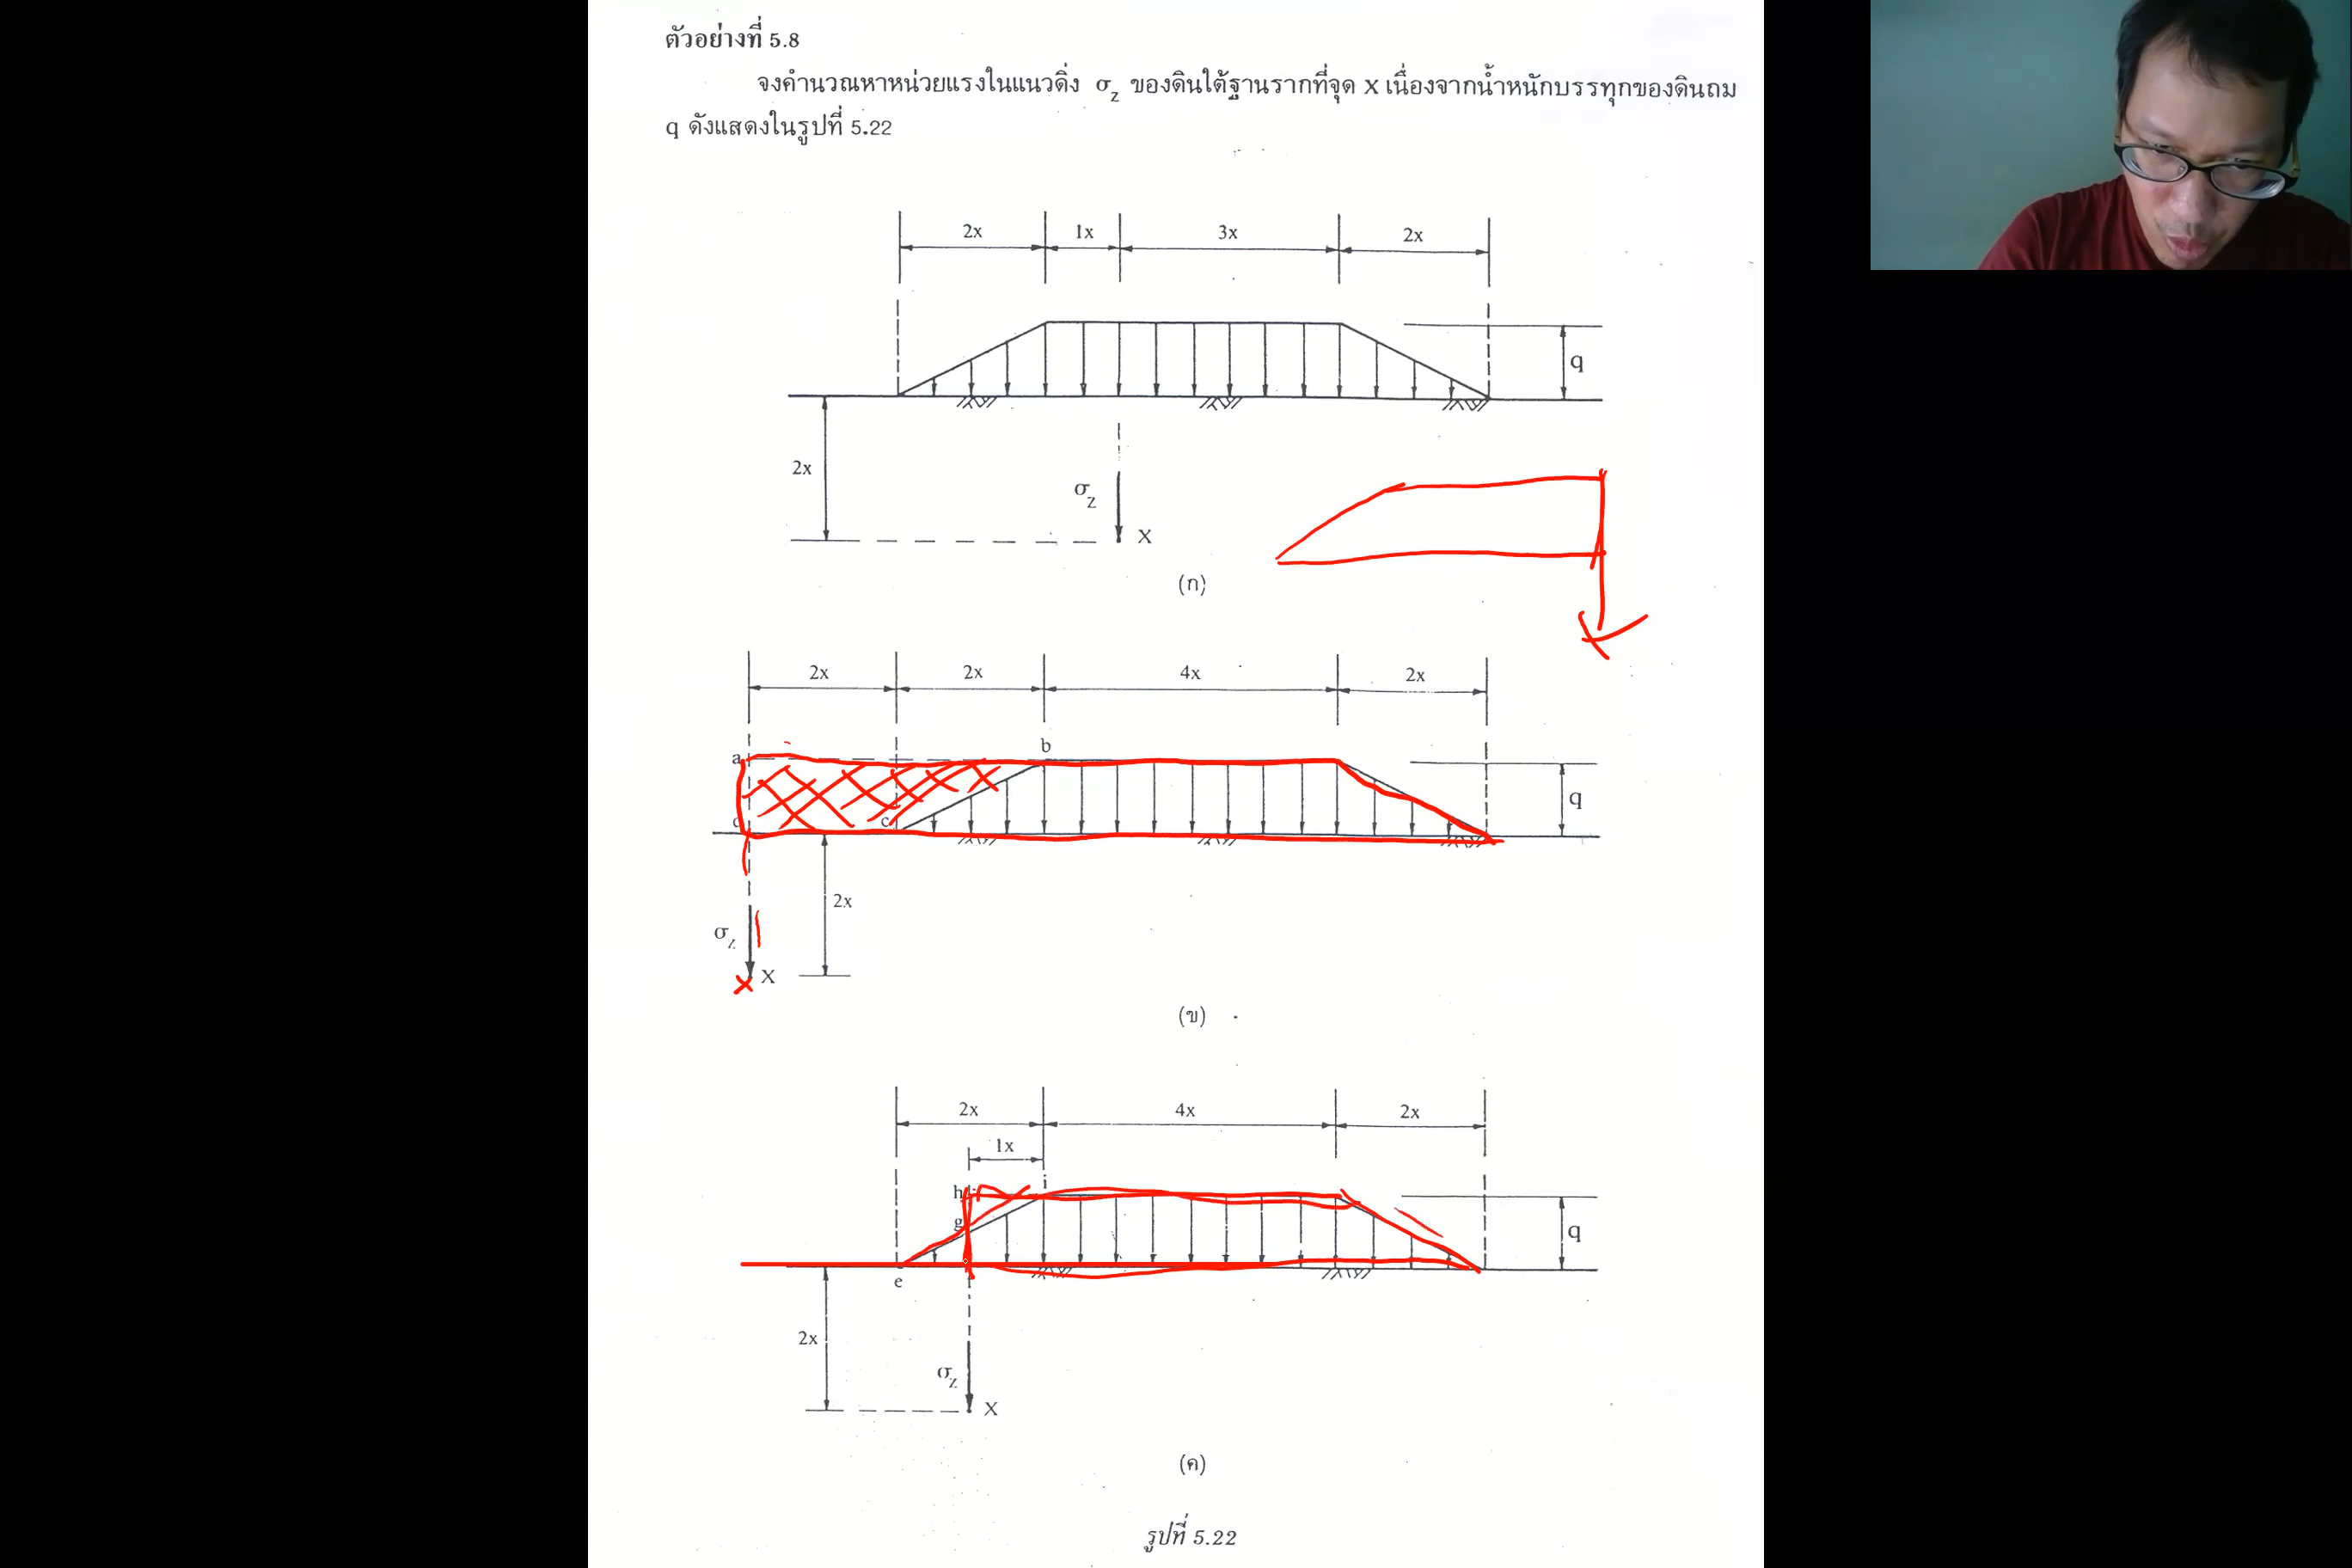 ตัวอย่างที่ 5.8
จงคำนวณหาหน่วยแรงในแนวดิ่ง σz ของดินใต้ฐานรากที่จุด X เนื่องจากน้ำหนักบรรทุกของดินถม
q ดังแสดงในรูปที่ 5.22
2x 1x 3x 2x
q
2x
σz
X
(ก)
2x 2x 4x 2x
a b
q
d c
2x
σz
X
(ข)
2x 4x 2x
1x
h i
g
q
e
2x
σz
X
(ค)
รูปที่ 5.22